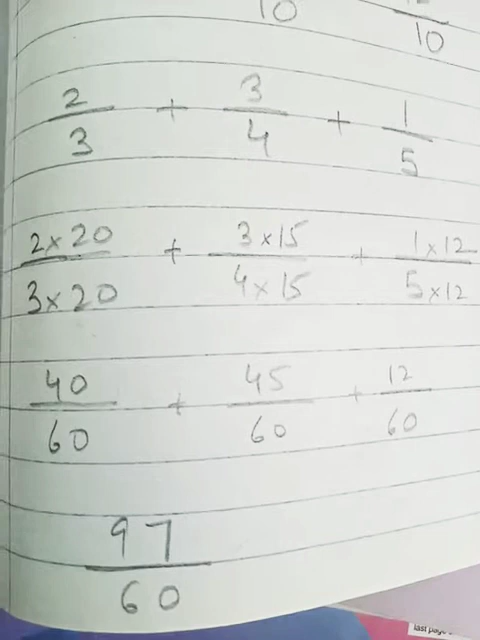 10 10
2/3 + 3/4 + 1/5
2×20/3×20 + 3×15/4×15 + 1×12/5×12
40/60 + 45/60 + 12/60
97/60
last page